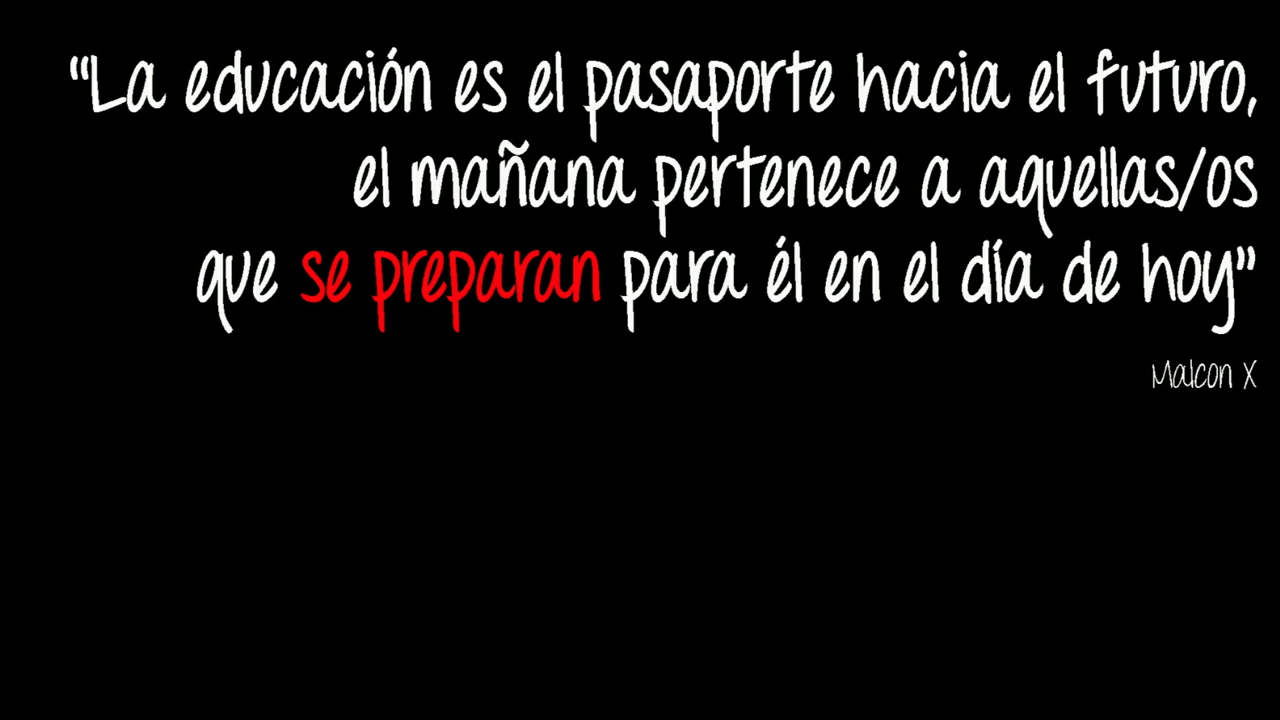 "La educación es el pasaporte hacia el futuro,
el mañana pertenece a aquellas/os
que se preparan para él en el día de hoy"
Malcon X